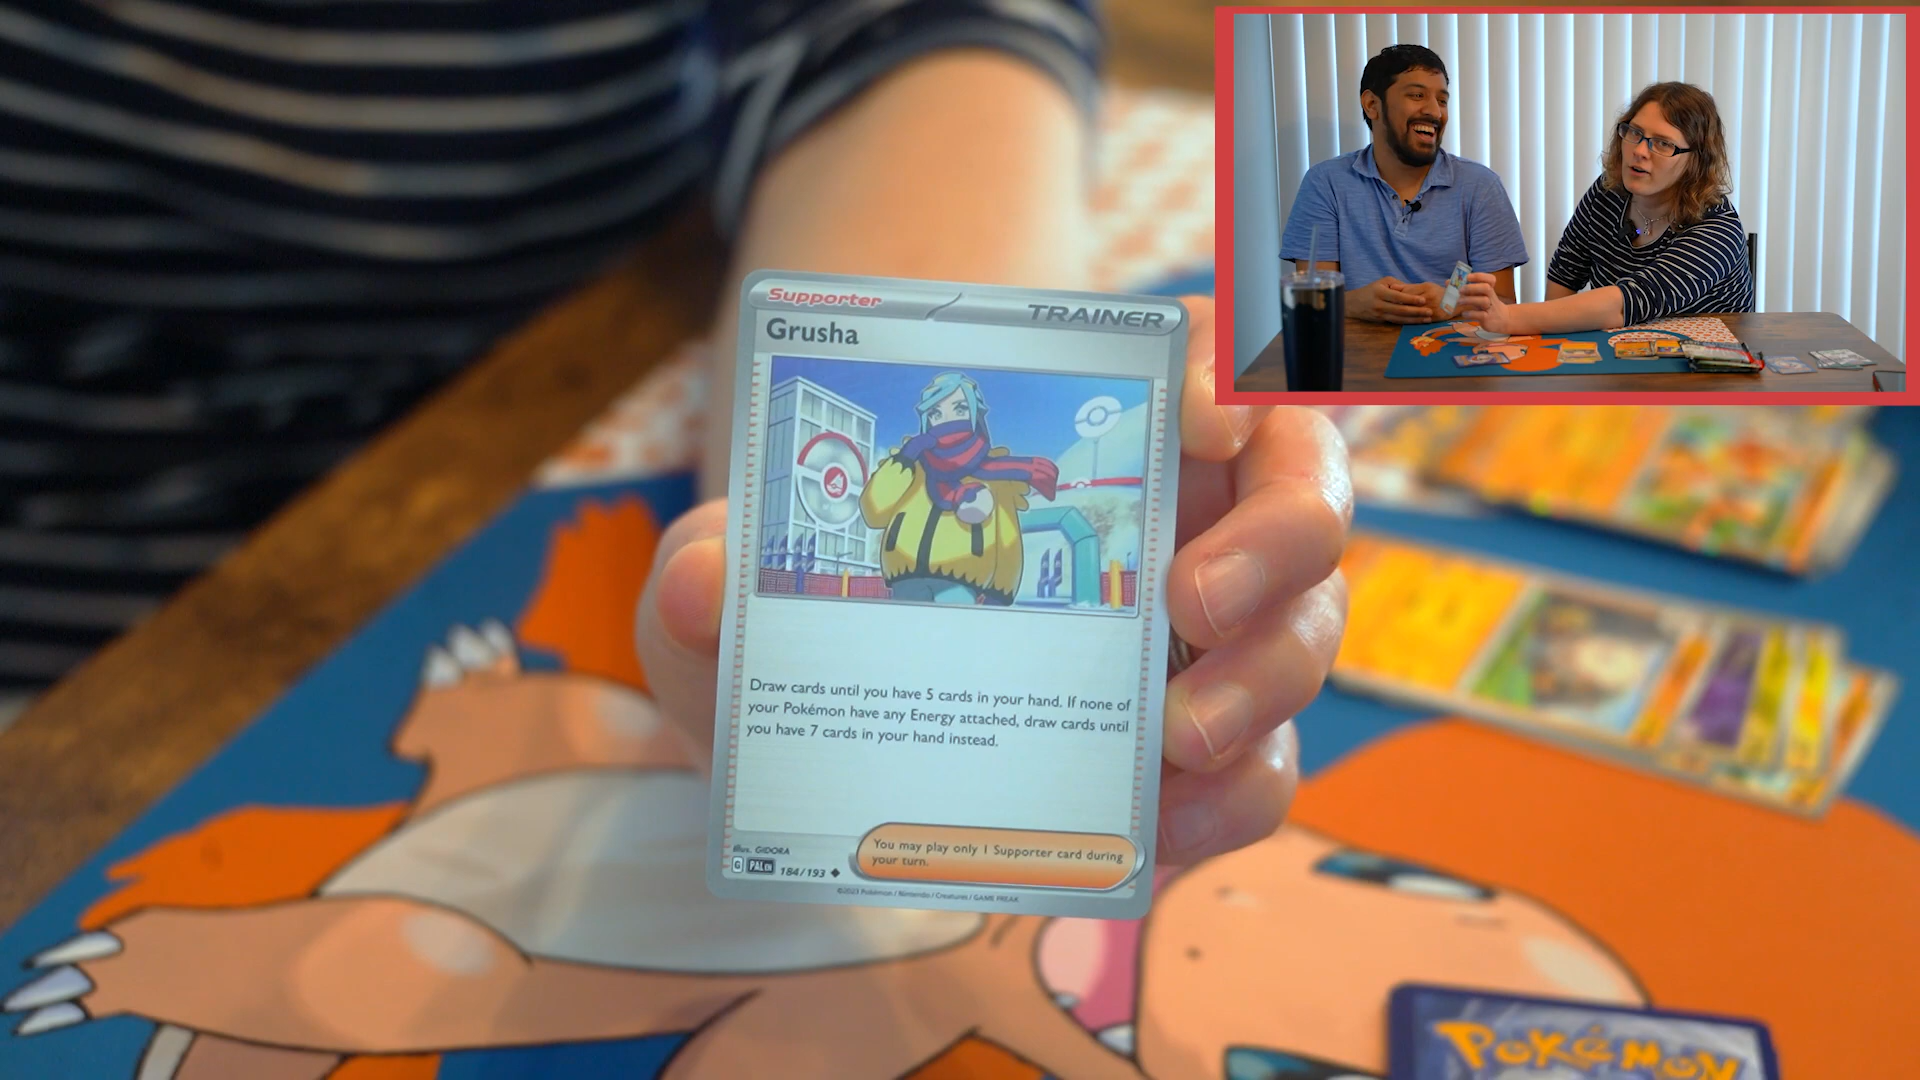 Supporter
TRAINER
Grusha
Draw cards until you have 5 cards in your hand. If none of
your Pokémon have any Energy attached, draw cards until
you have 7 cards in your hand instead.
You may play only 1 Supporter card during
your turn.
Illus. GIDORA
G PAL EN 184/193
©2023 Pokémon / Nintendo / Creatures / GAME FREAK
POKéMON